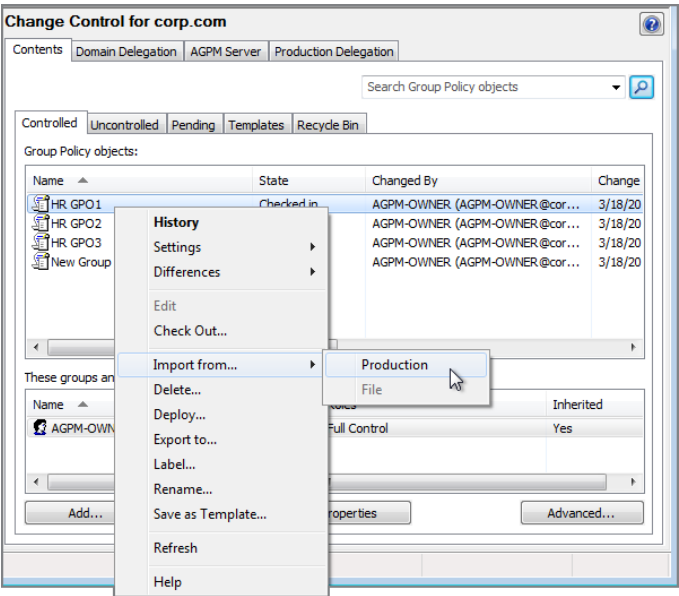 Change Control for corp.com
Contents Domain Delegation AGPM Server Production Delegation
Search Group Policy objects
Controlled Uncontrolled Pending Templates Recycle Bin
Group Policy objects:
Name State Changed By Change
HR GPO1 Checked in AGPM-OWNER (AGPM-OWNER@cor... 3/18/20
HR GPO2 AGPM-OWNER (AGPM-OWNER@cor... 3/18/20
HR GPO3 AGPM-OWNER (AGPM-OWNER@cor... 3/18/20
New Group AGPM-OWNER (AGPM-OWNER@cor... 3/18/20
History
Settings
Differences
Edit
Check Out...
Import from...
Production
File
Delete...
Deploy...
Export to...
Label...
Rename...
Save as Template...
Refresh
Help
These groups an
Name Roles Inherited
AGPM-OWN Full Control Yes
Add... roperties Advanced...